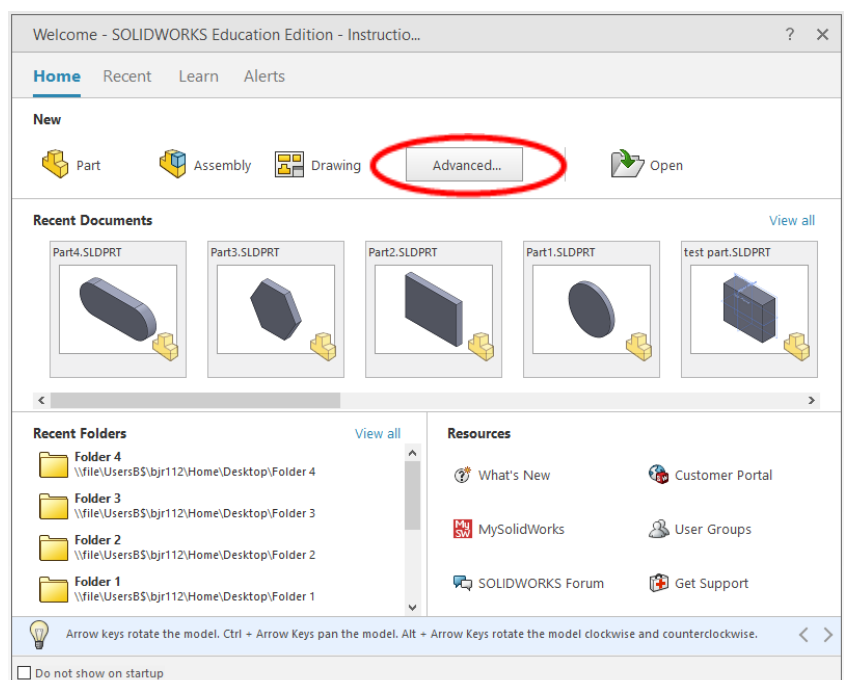 Welcome - SOLIDWORKS Education Edition - Instructio... ?
Home Recent Learn Alerts
New
Part Assembly Drawing Advanced... Open
Recent Documents View all
Part4.SLDPRT Part3.SLDPRT Part2.SLDPRT Part1.SLDPRT test part.SLDPRT
Recent Folders View all
Folder 4
\\file\UsersB$\bjr112\Home\Desktop\Folder 4
Folder 3
\\file\UsersB$\bjr112\Home\Desktop\Folder 3
Folder 2
\\file\UsersB$\bjr112\Home\Desktop\Folder 2
Folder 1
\\file\UsersB$\bjr112\Home\Desktop\Folder 1
Resources
What's New Customer Portal
My SW MySolidWorks User Groups
SOLIDWORKS Forum Get Support
Arrow keys rotate the model. Ctrl + Arrow Keys pan the model. Alt + Arrow Keys rotate the model clockwise and counterclockwise.
Do not show on startup